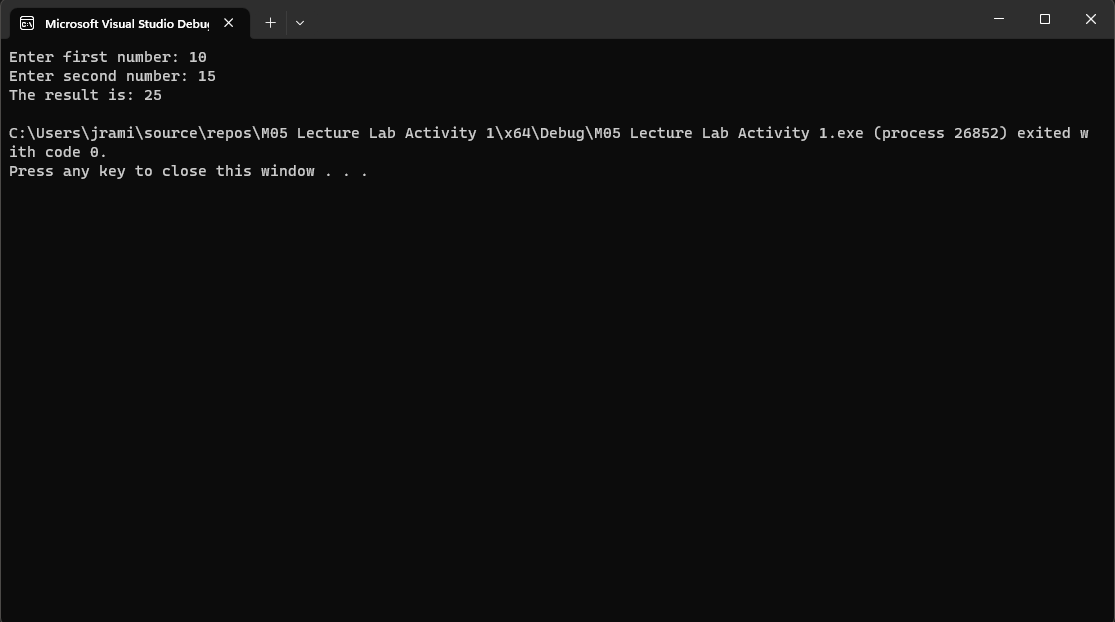 Microsoft Visual Studio Debu
Enter first number: 10
Enter second number: 15
The result is: 25
C:\Users\jrami\source\repos\M05 Lecture Lab Activity 1\x64\Debug\M05 Lecture Lab Activity 1.exe (process 26852) exited w
ith code 0.
Press any key to close this window . . .